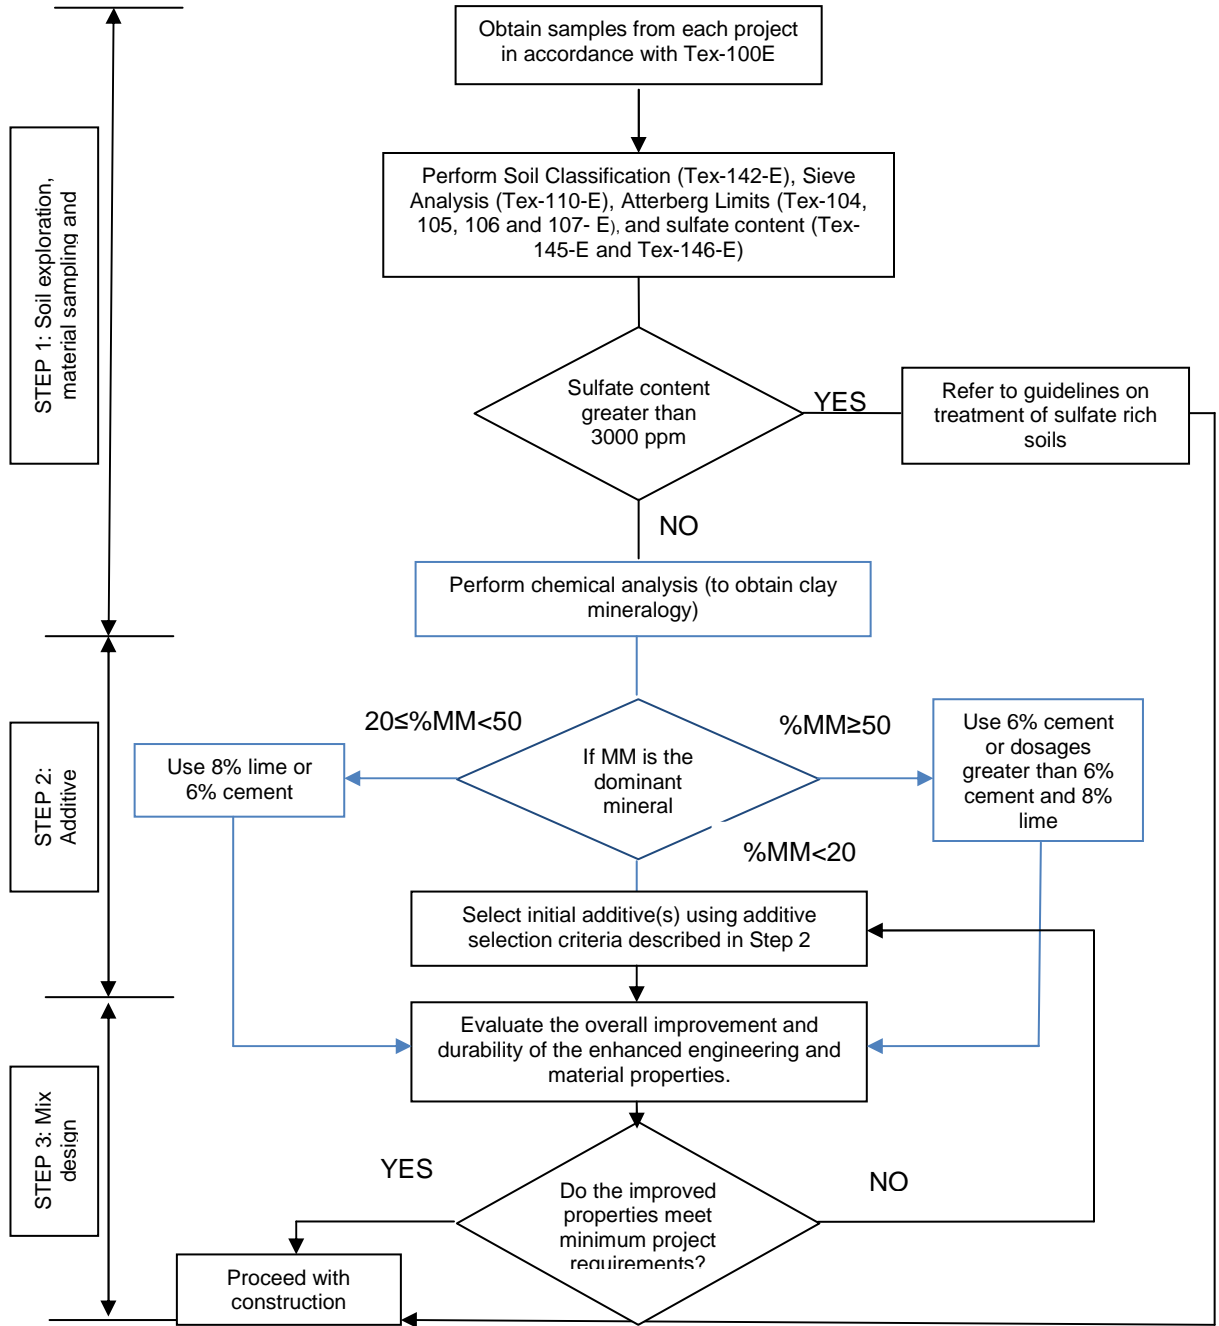 Obtain samples from each project
in accordance with Tex-100E
Perform Soil Classification (Tex-142-E), Sieve
Analysis (Tex-110-E), Atterberg Limits (Tex-104,
105, 106 and 107- E), and sulfate content (Tex-
145-E and Tex-146-E)
STEP 1: Soil exploration,
material sampling and
Sulfate content
greater than
3000 ppm
YES
Refer to guidelines on
treatment of sulfate rich
soils
NO
Perform chemical analysis (to obtain clay
mineralogy)
STEP 2:
Additive
20≤%MM<50
%MM≥50
If MM is the
dominant
mineral
Use 8% lime or
6% cement
Use 6% cement
or dosages
greater than 6%
cement and 8%
lime
%MM<20
Select initial additive(s) using additive
selection criteria described in Step 2
Evaluate the overall improvement and
durability of the enhanced engineering and
material properties.
STEP 3: Mix
design
YES
NO
Do the improved
properties meet
minimum project
requirements?
Proceed with
construction